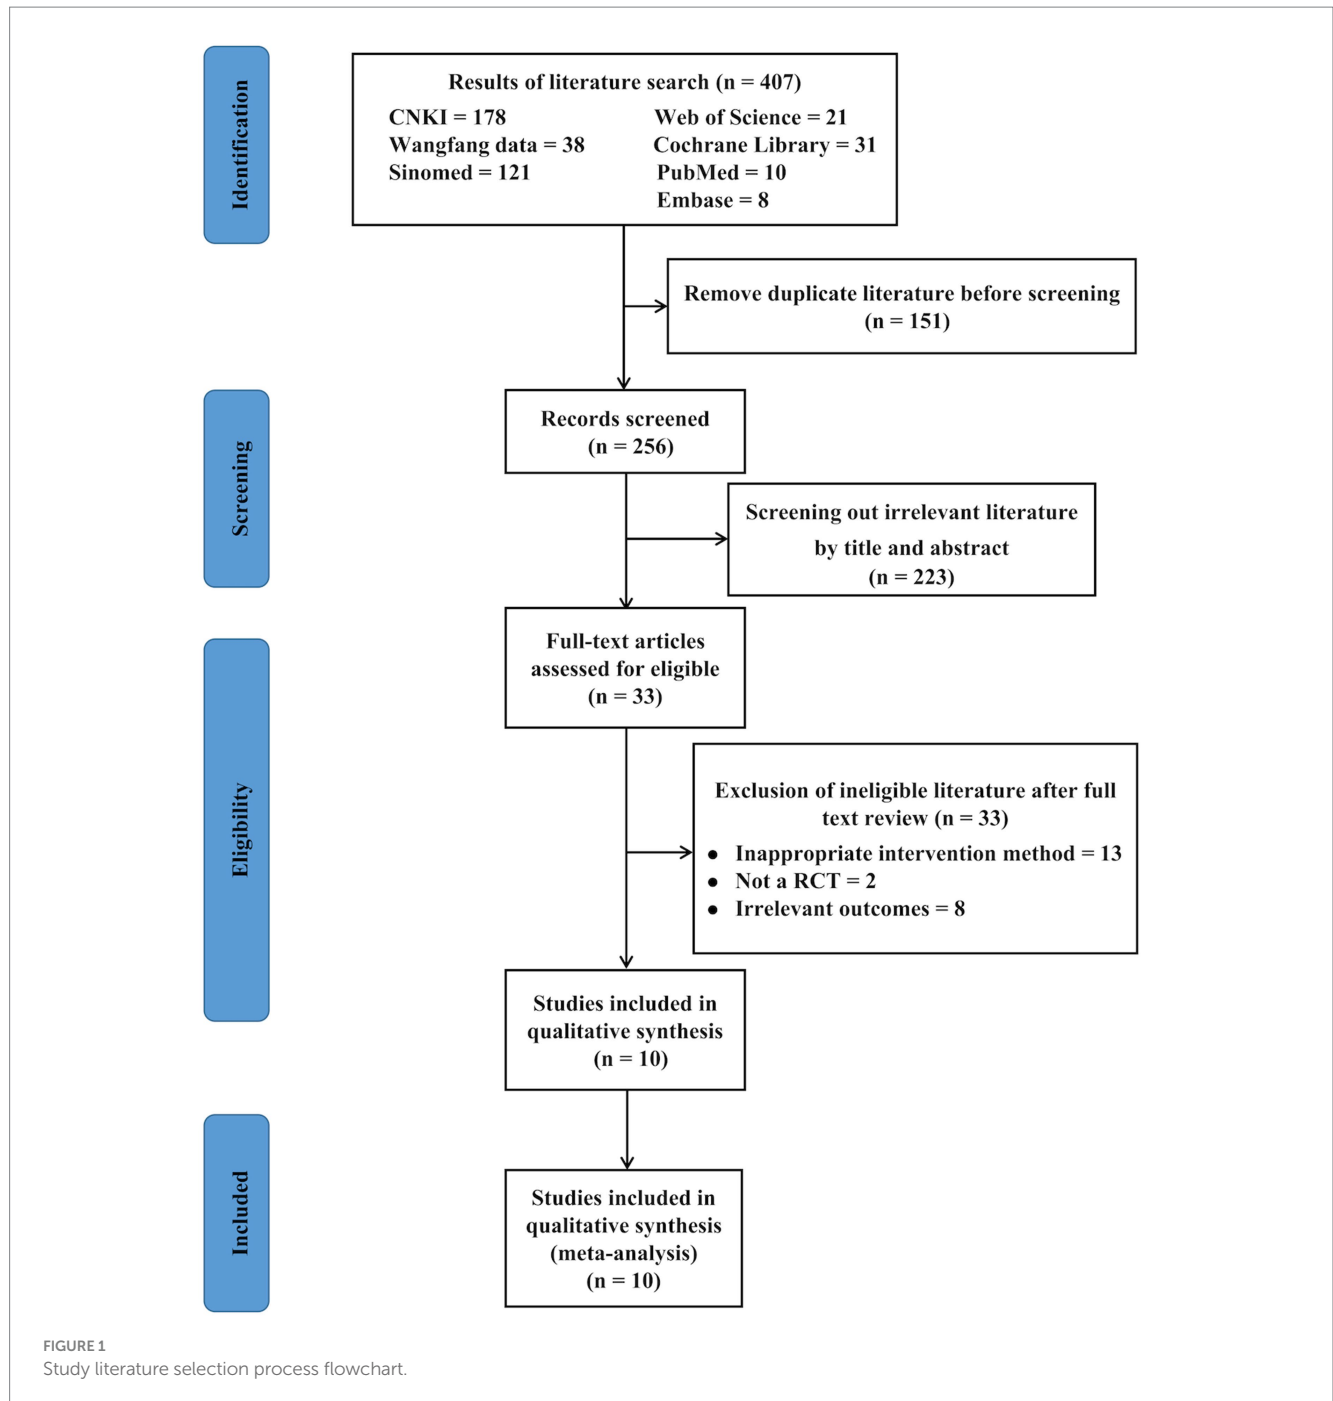 Identification
Results of literature search (n = 407)
CNKI = 178
Wangfang data = 38
Sinomed = 121
Web of Science = 21
Cochrane Library = 31
PubMed = 10
Embase = 8
Remove duplicate literature before screening
(n = 151)
Screening
Records screened
(n = 256)
Screening out irrelevant literature
by title and abstract
(n = 223)
Eligibility
Full-text articles
assessed for eligible
(n = 33)
Exclusion of ineligible literature after full
text review (n = 33)
● Inappropriate intervention method = 13
● Not a RCT = 2
● Irrelevant outcomes = 8
Studies included in
qualitative synthesis
(n = 10)
Included
Studies included in
qualitative synthesis
(meta-analysis)
(n = 10)
FIGURE 1
Study literature selection process flowchart.